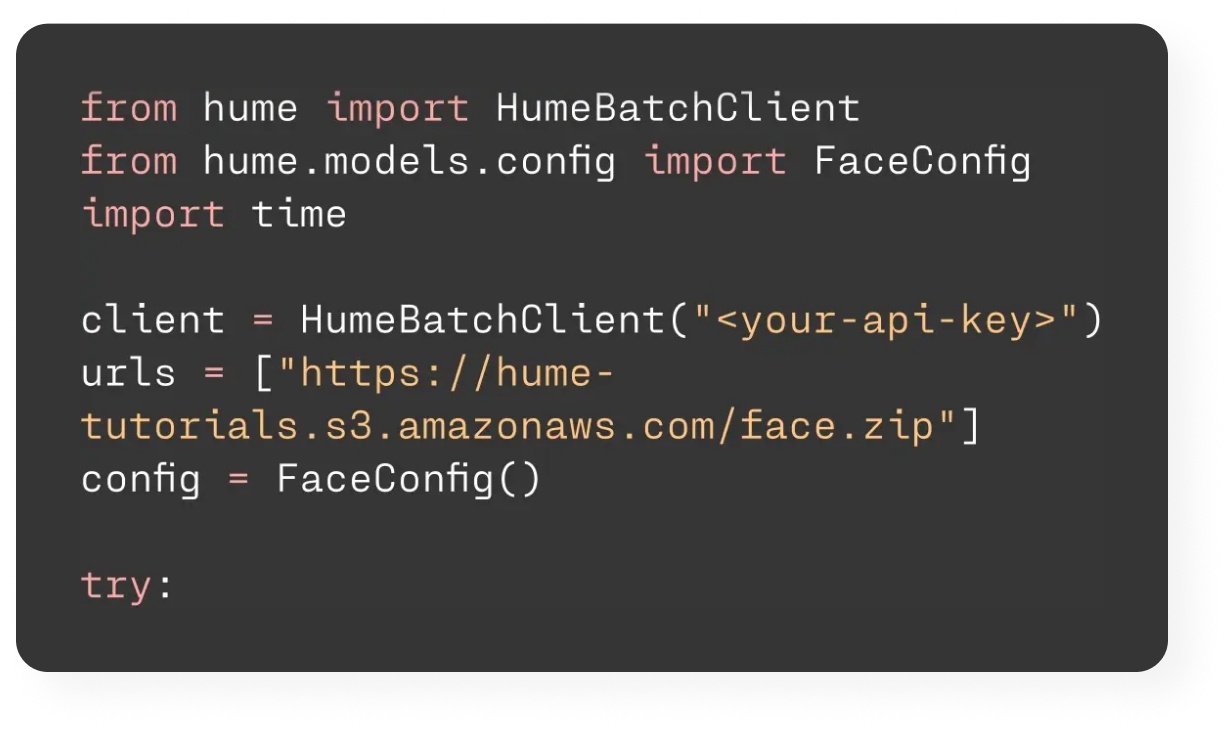 from hume import HumeBatchClient
from hume.models.config import FaceConfig
import time
client = HumeBatchClient("<your-api-key>")
urls = ["https://hume-
tutorials.s3.amazonaws.com/face.zip"]
config = FaceConfig()
try: